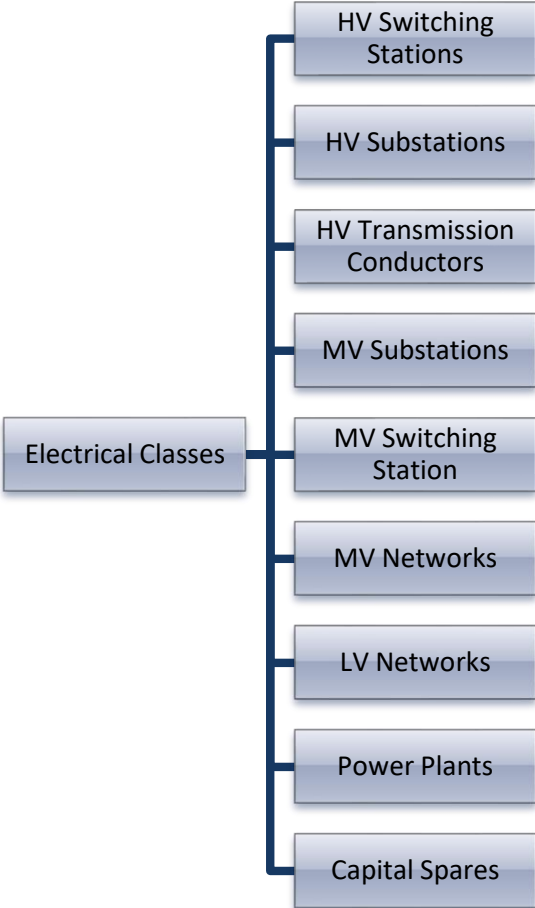 HV Switching
Stations
HV Substations
HV Transmission
Conductors
MV Substations
Electrical Classes
MV Switching
Station
MV Networks
LV Networks
Power Plants
Capital Spares